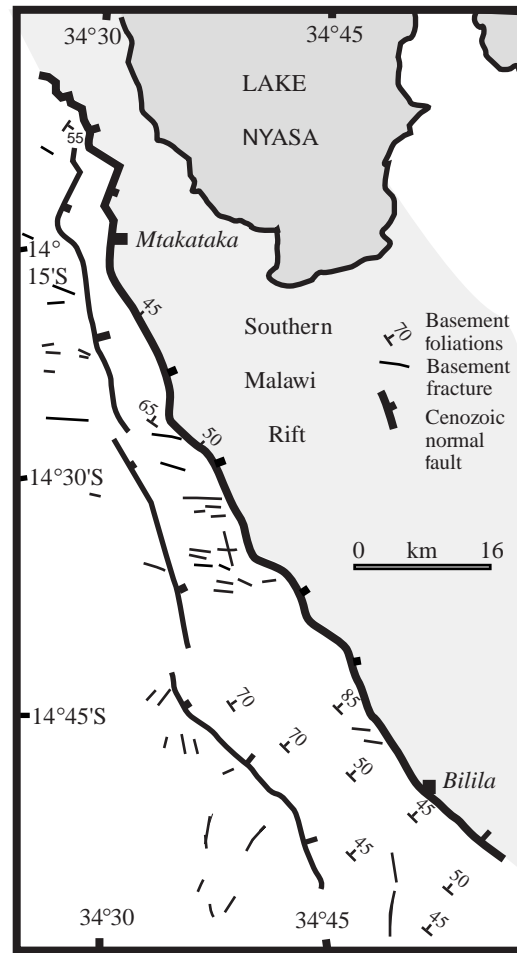 34°30 34°45
LAKE
NYASA
55
Mtakataka
14°
15'S
45
Southern
Malawi
Rift
70 Basement
foliations
Basement
fracture
Cenozoic
normal
fault
65
50
14°30'S
0 km 16
70
85
14°45'S
70
50
Bilila
45
45
50
45
34°30 34°45